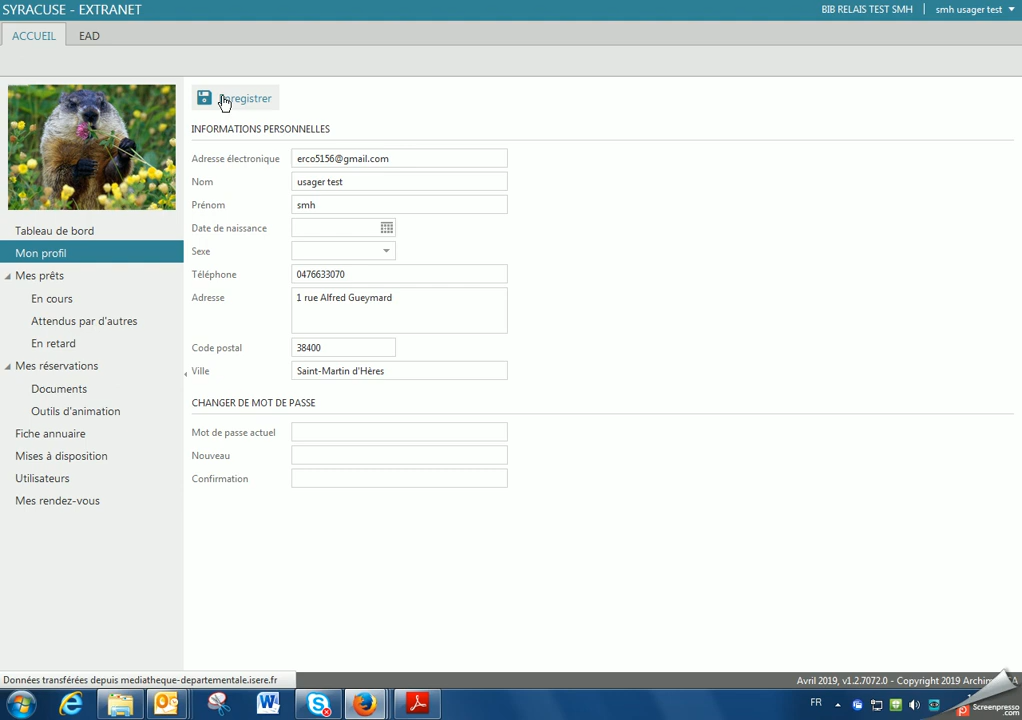 SYRACUSE - EXTRANET
BIB RELAIS TEST SMH
smh usager test
ACCUEIL
EAD
INFORMATIONS PERSONNELLES
Adresse électronique
erco5156@gmail.com
Nom
usager test
Prénom
smh
Date de naissance
Sexe
Téléphone
0476633070
Adresse
1 rue Alfred Gueymard
Code postal
38400
Ville
Saint-Martin d'Hères
CHANGER DE MOT DE PASSE
Mot de passe actuel
Nouveau
Confirmation
Tableau de bord
Mon profil
Mes prêts
En cours
Attendus par d'autres
En retard
Mes réservations
Documents
Outils d'animation
Fiche annuaire
Mises à disposition
Utilisateurs
Mes rendez-vous
Données transférées depuis mediatheque-departementale.isere.fr
Avril 2019, v1.2.7072.0 - Copyright 2019
FR
Screenpresso
.com